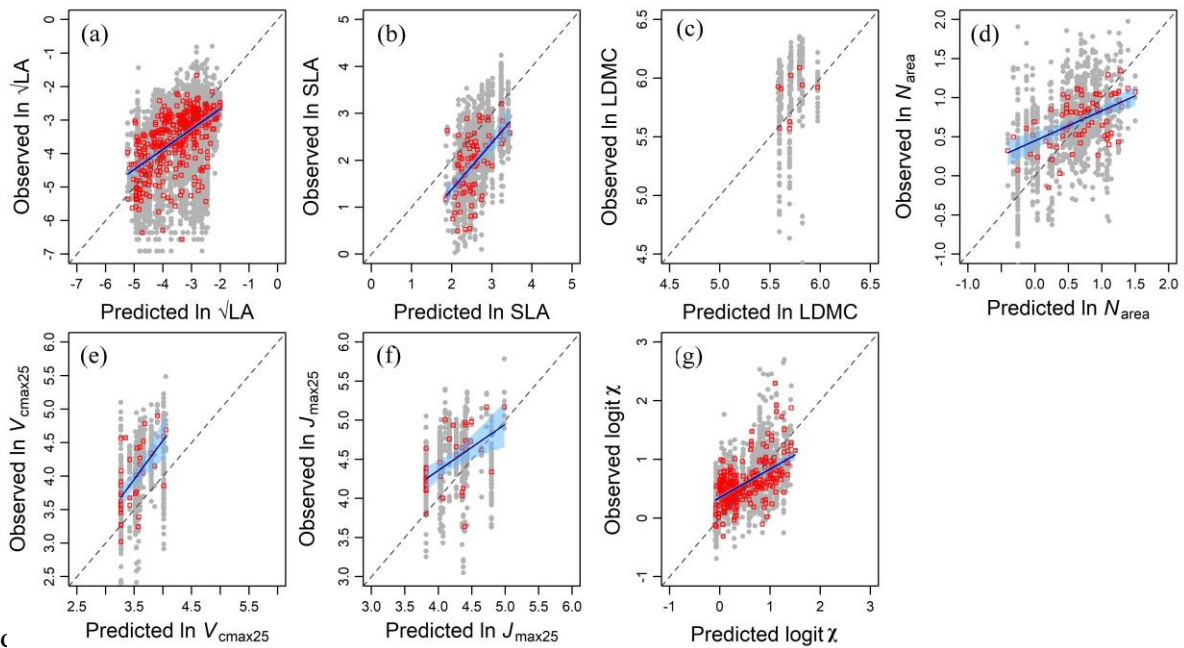 (a)
Observed ln √LA
0 -1 -2 -3 -4 -5 -6 -7
-7 -6 -5 -4 -3 -2 -1 0
Predicted ln √LA
(b)
Observed ln SLA
5 4 3 2 1 0
0 1 2 3 4 5
Predicted ln SLA
(c)
Observed ln LDMC
6.5 6.0 5.5 5.0 4.5
4.5 5.0 5.5 6.0 6.5
Predicted ln LDMC
(d)
Observed ln Narea
2.0 1.5 1.0 0.5 0.0 -0.5 -1.0
-1.0 0.0 0.5 1.0 1.5 2.0
Predicted ln Narea
(e)
Observed ln Vcmax25
6.0 5.5 5.0 4.5 4.0 3.5 3.0 2.5
2.5 3.5 4.5 5.5
Predicted ln Vcmax25
(f)
Observed ln Jmax25
6.0 5.5 5.0 4.5 4.0 3.5 3.0
3.0 4.0 4.5 5.0 5.5 6.0
Predicted ln Jmax25
(g)
Observed logit χ
3 2 1 0 -1
-1 0 1 2 3
Predicted logit χ